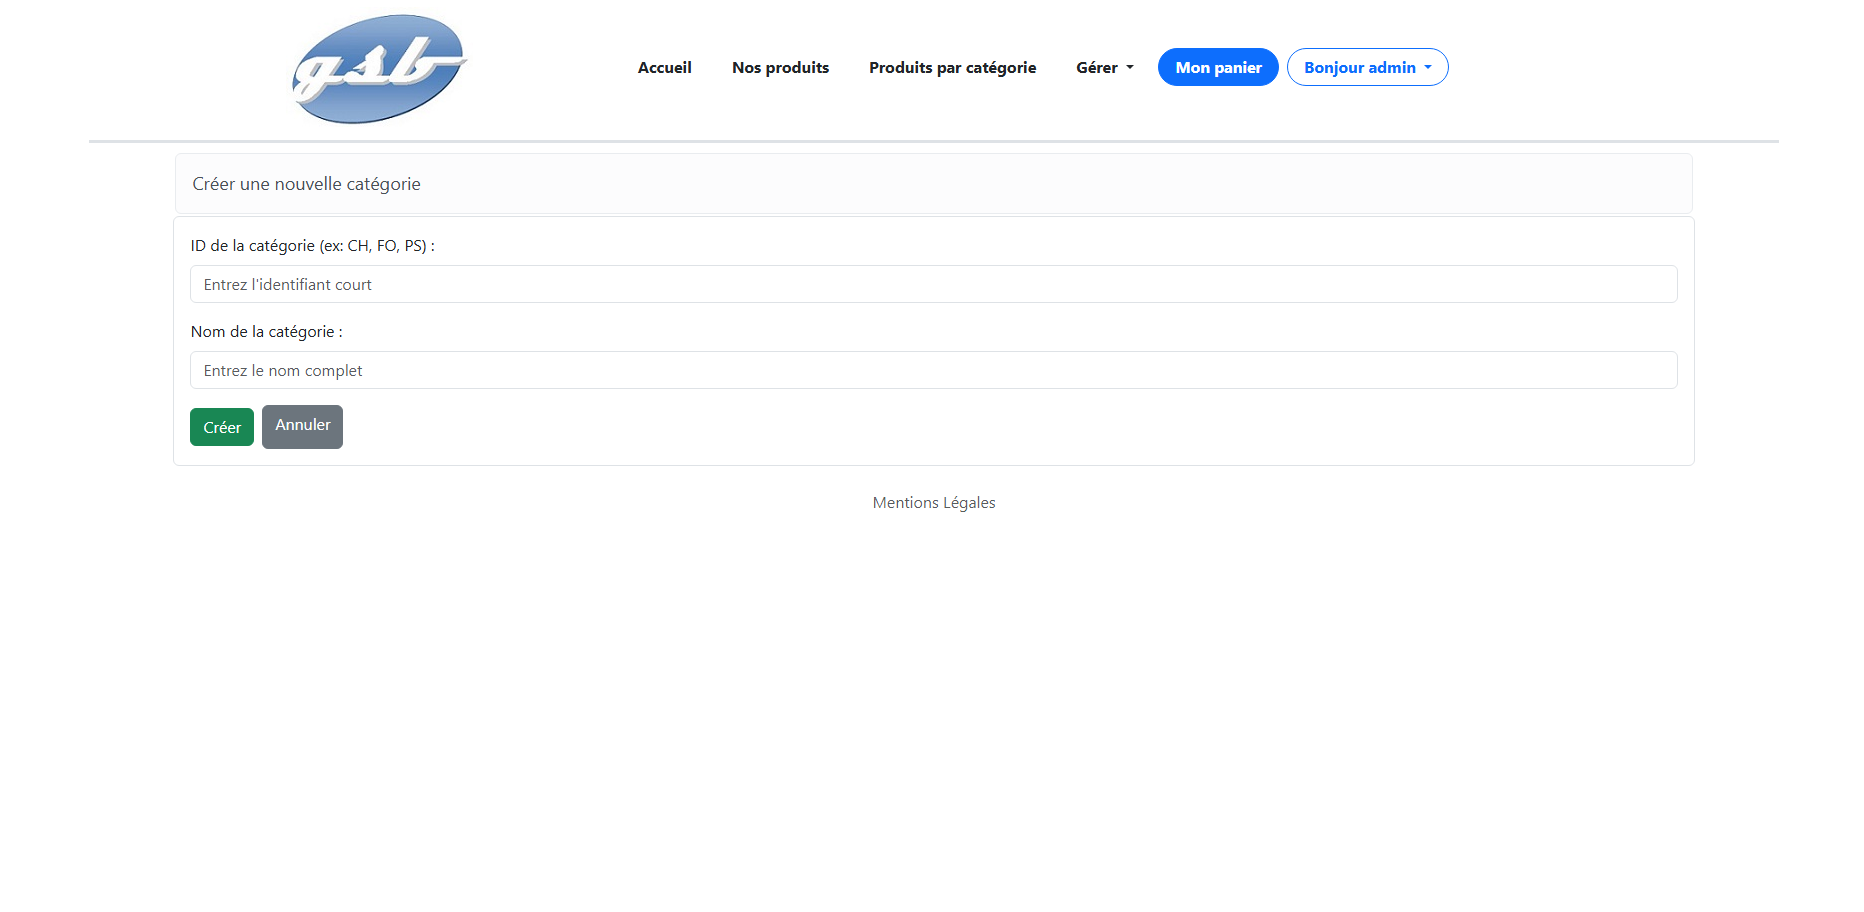 gsb
Accueil
Nos produits
Produits par catégorie
Gérer
Mon panier
Bonjour admin
Créer une nouvelle catégorie
ID de la catégorie (ex: CH, FO, PS) :
Entrez l'identifiant court
Nom de la catégorie :
Entrez le nom complet
Créer
Annuler
Mentions Légales